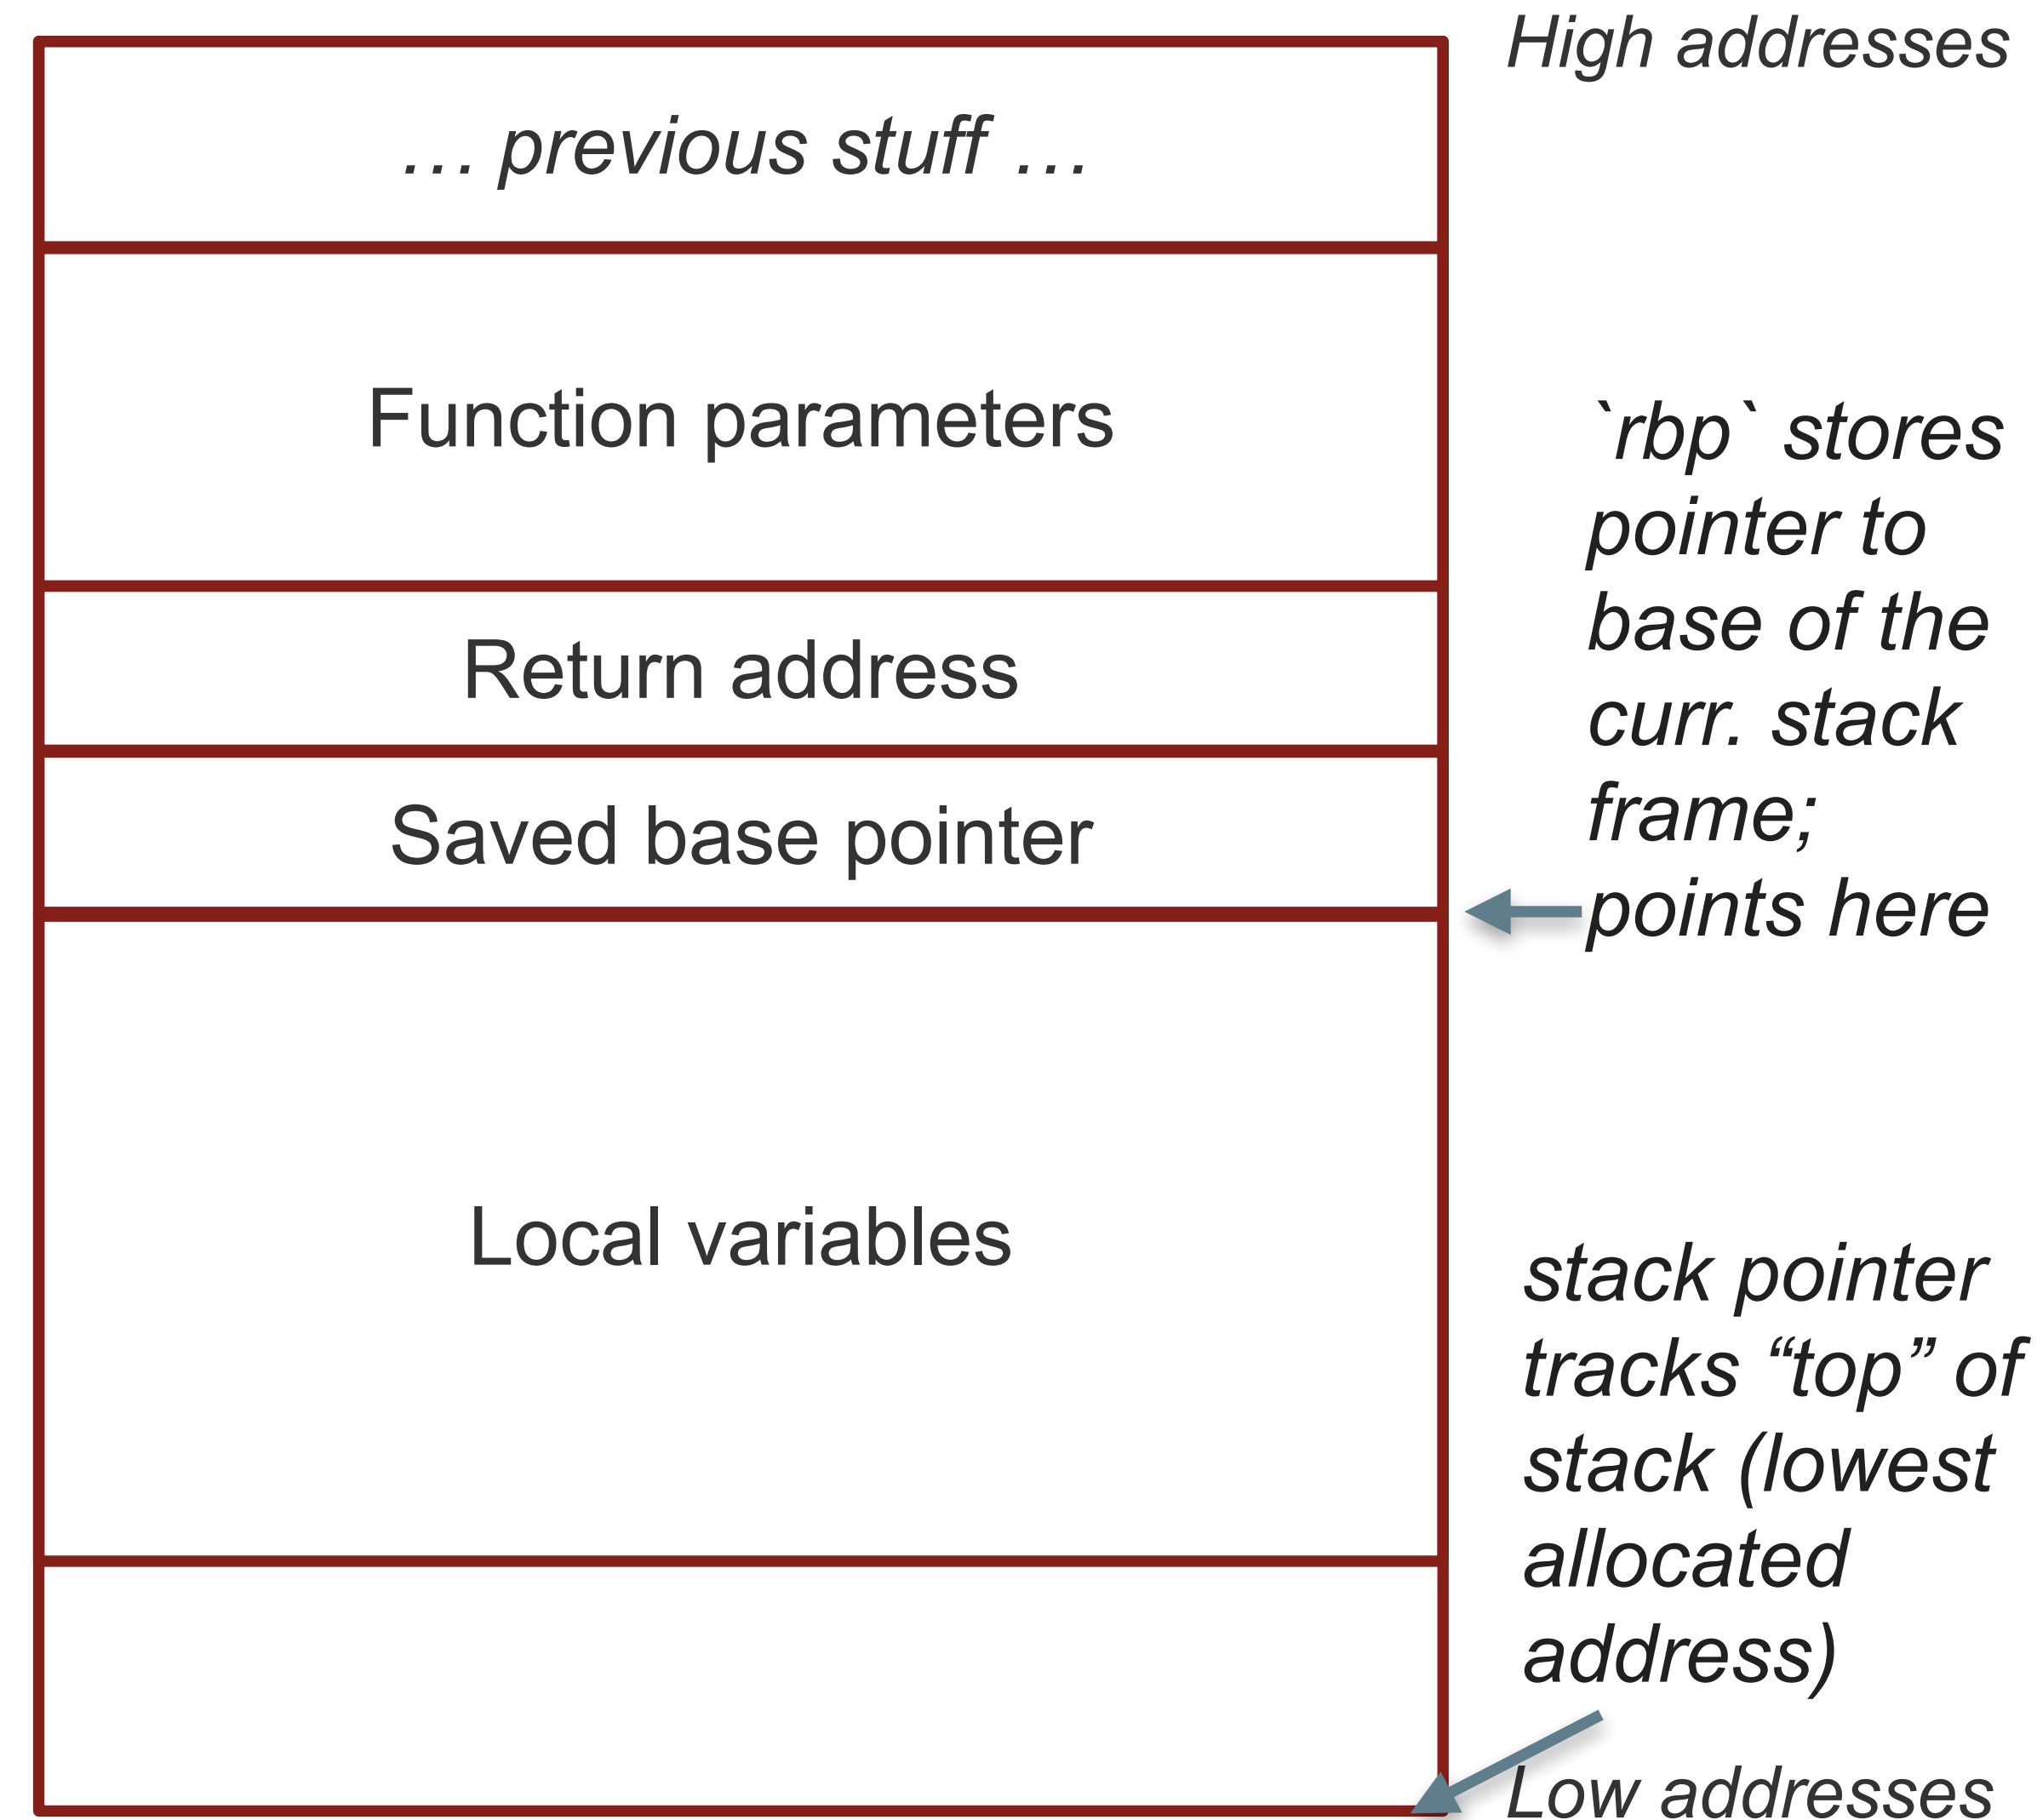 High addresses
… previous stuff …
Function parameters
Return address
Saved base pointer
Local variables
`rbp` stores
pointer to
base of the
curr. stack
frame;
points here
stack pointer
tracks “top” of
stack (lowest
allocated
address)
Low addresses